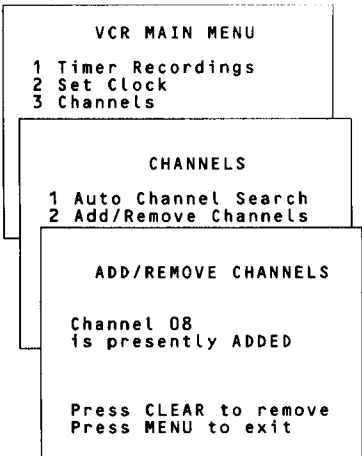 VCR MAIN MENU
1 Timer Recordings
2 Set Clock
3 Channels
CHANNELS
1 Auto Channel Search
2 Add/Remove Channels
ADD/REMOVE CHANNELS
Channel 08
is presently ADDED
Press CLEAR to remove
Press MENU to exit